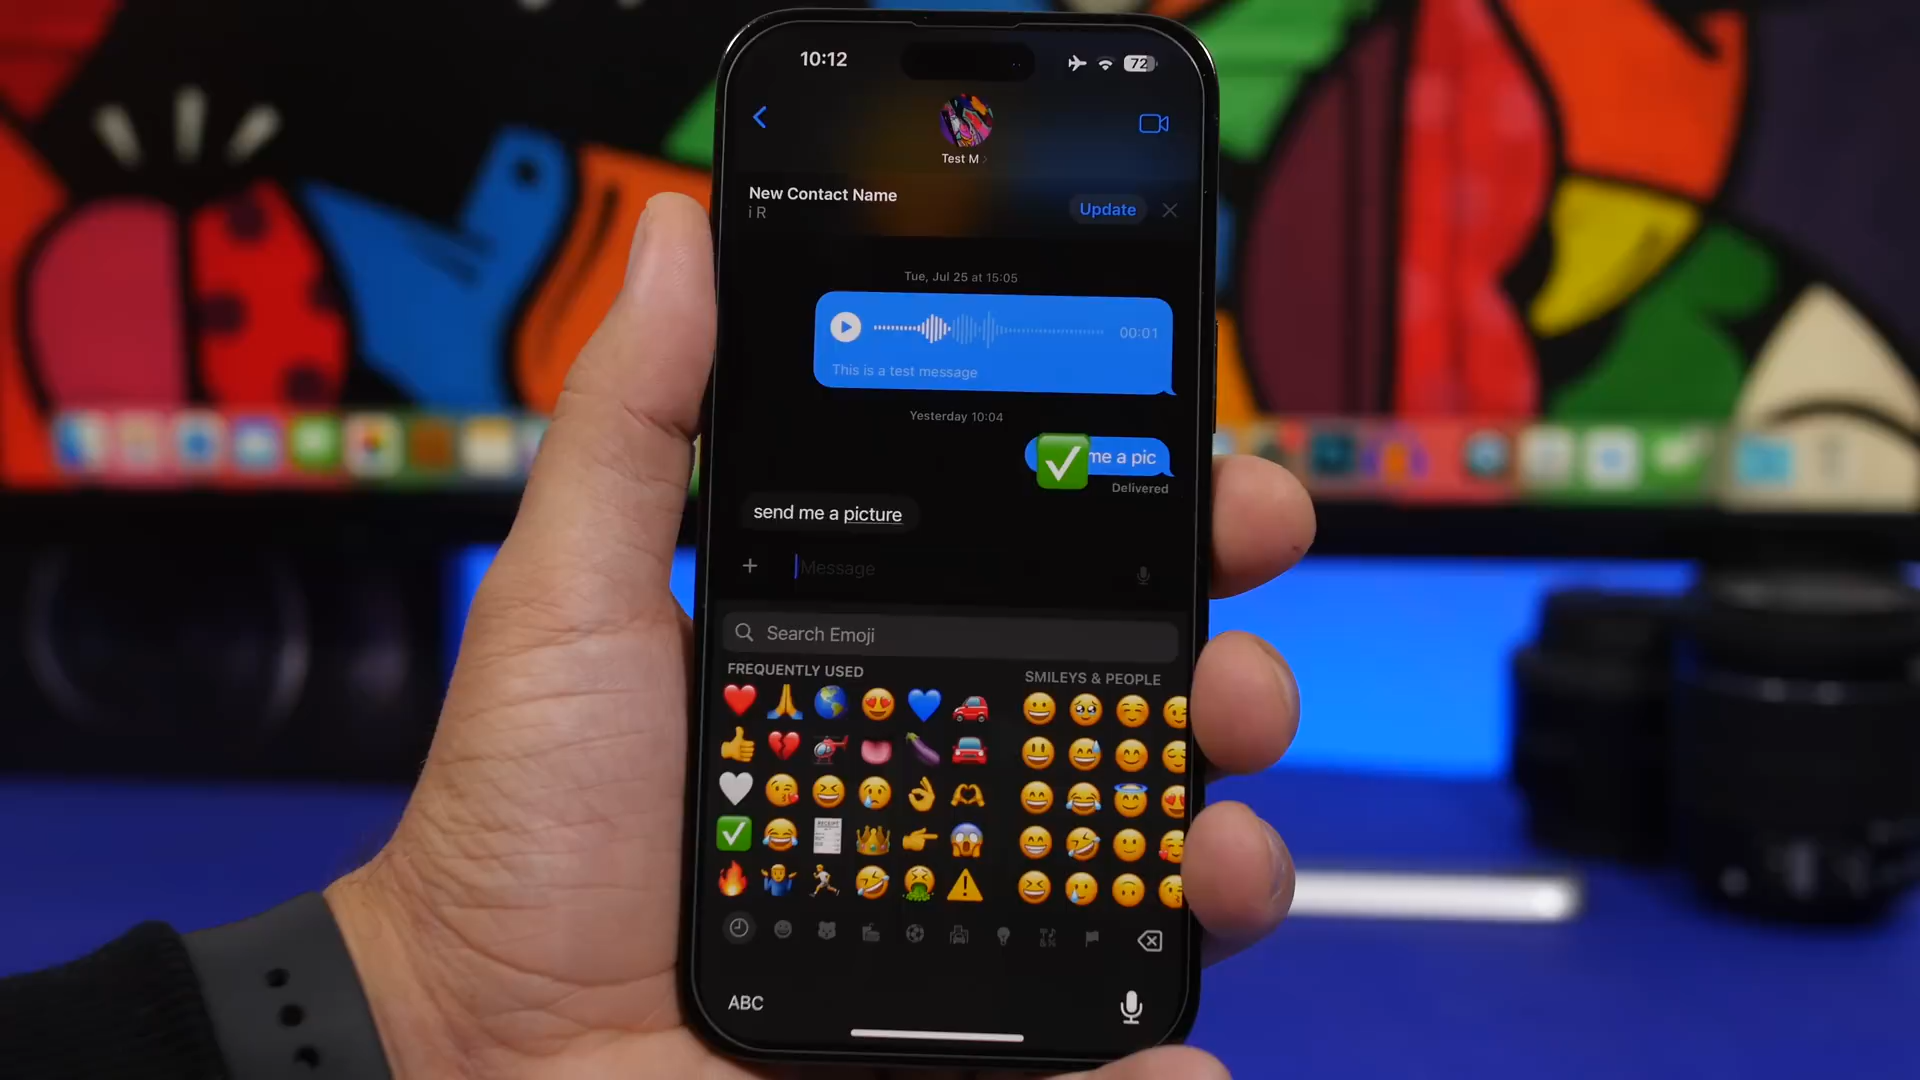 10:12
72
Test M
New Contact Name
i R
Update
Tue, Jul 25 at 15:05
00:01
This is a test message
Yesterday 10:04
me a pic
Delivered
send me a picture
Message
Search Emoji
FREQUENTLY USED
SMILEYS & PEOPLE
RECEIPT
ABC